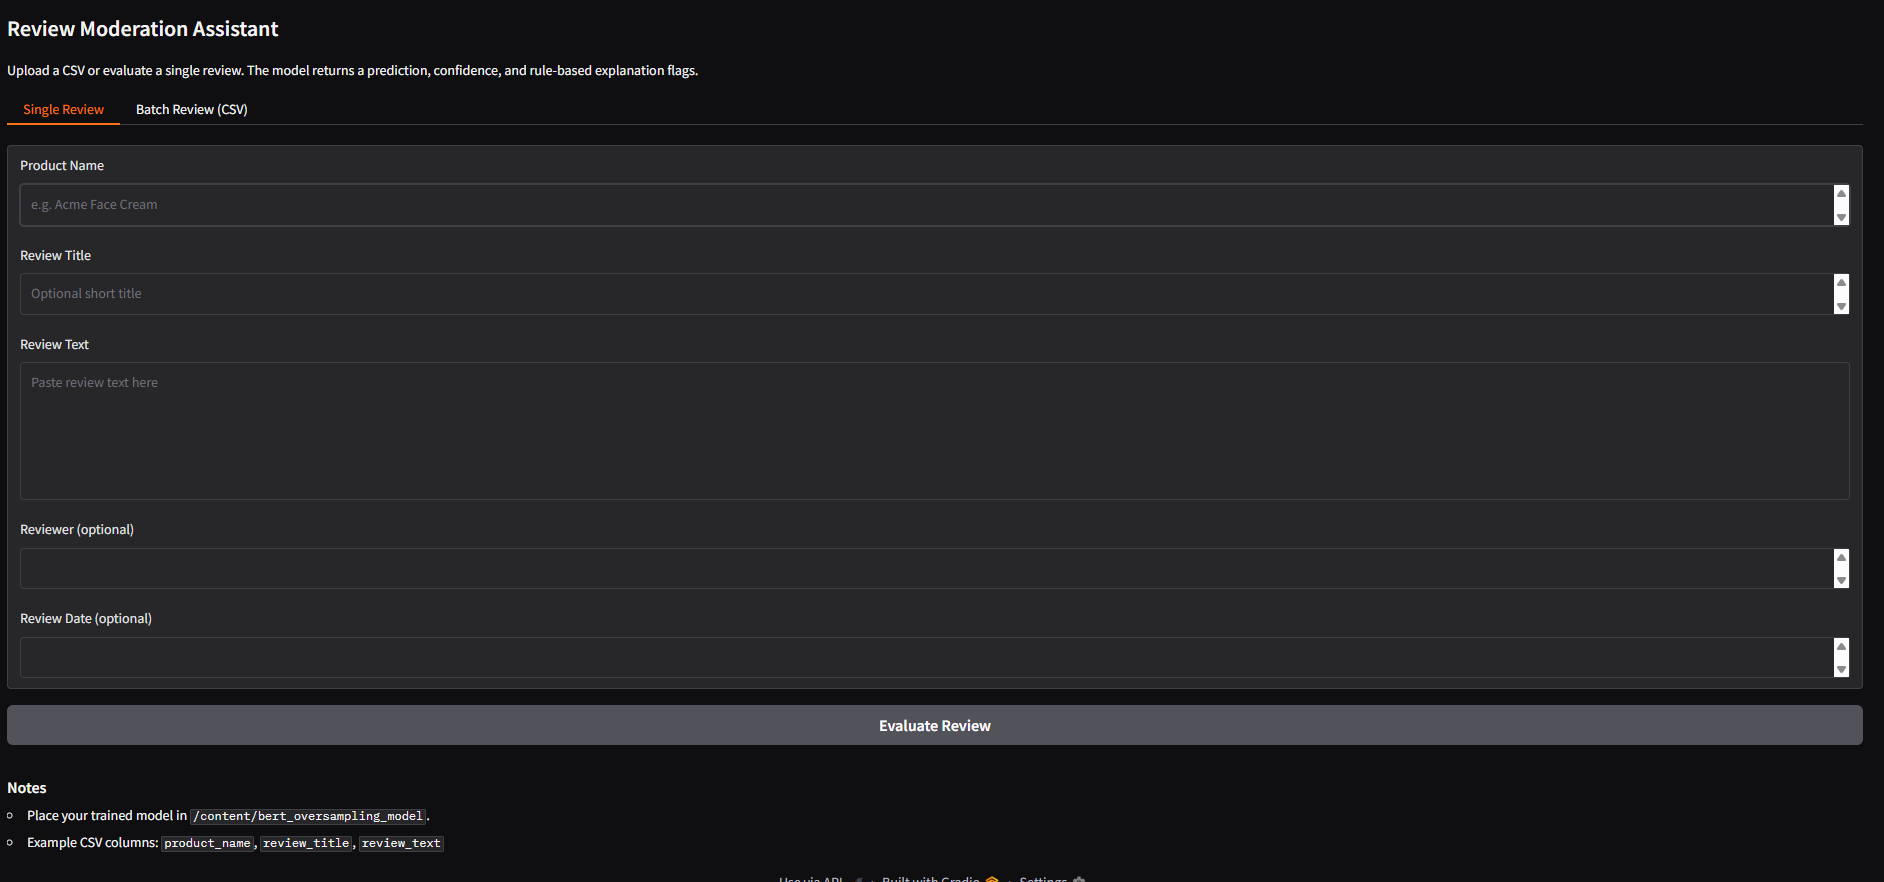 Review Moderation Assistant
Upload a CSV or evaluate a single review. The model returns a prediction, confidence, and rule-based explanation flags.
Single Review Batch Review (CSV)
Product Name
e.g. Acme Face Cream
Review Title
Optional short title
Review Text
Paste review text here
Reviewer (optional)
Review Date (optional)
Evaluate Review
Notes
Place your trained model in /content/bert_oversampling_model.
Example CSV columns: product_name, review_title, review_text
Use via API · Built with Gradio · Settings